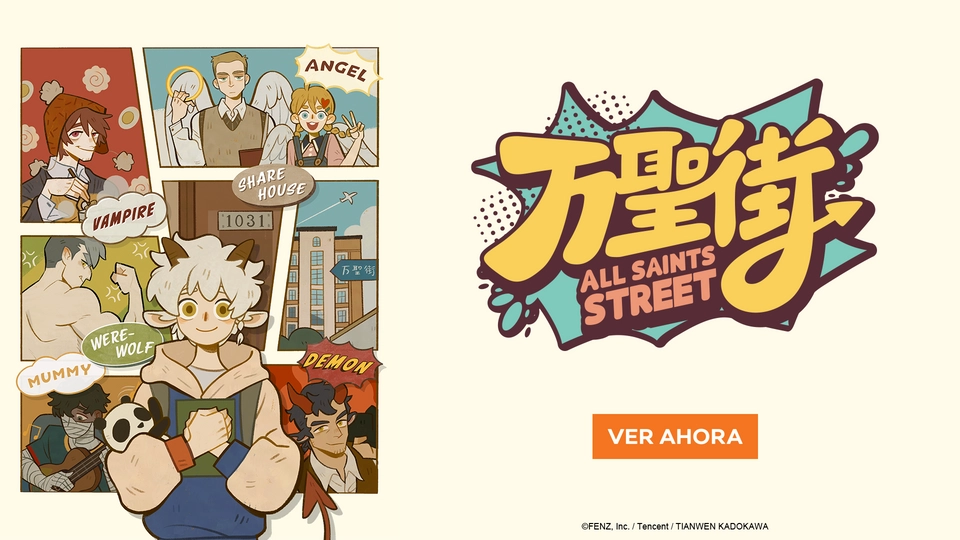 ANGEL
VAMPIRE
SHARE
HOUSE
1031
万聖街
WERE-
WOLF
MUMMY
DEMON
万聖街
ALL SAINTS
STREET
VER AHORA
©FENZ, Inc. / Tencent / TIANWEN KADOKAWA